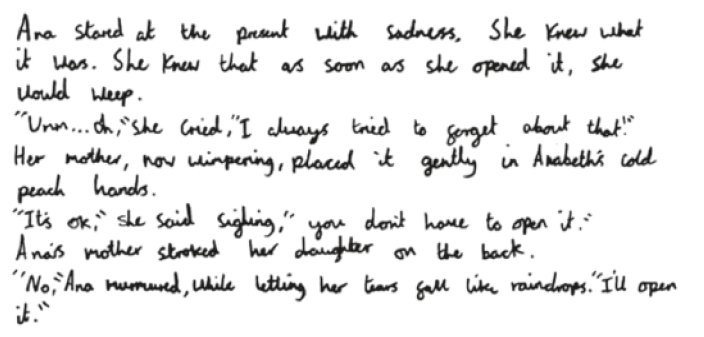 Ana stared at the present with sadness. She knew what
it was. She knew that as soon as she opened it, she
would weep.
"Umm... Oh," she cried, "I always tried to forget about that!"
Her mother, now wimpering, placed it gently in Anabeth's cold
peach hands.
"It's ok," she said sighing, "you don't have to open it."
Ana's mother stroked her daughter on the back.
"No," Ana murmured, while letting her tears fall like raindrops. "I'll open
it."